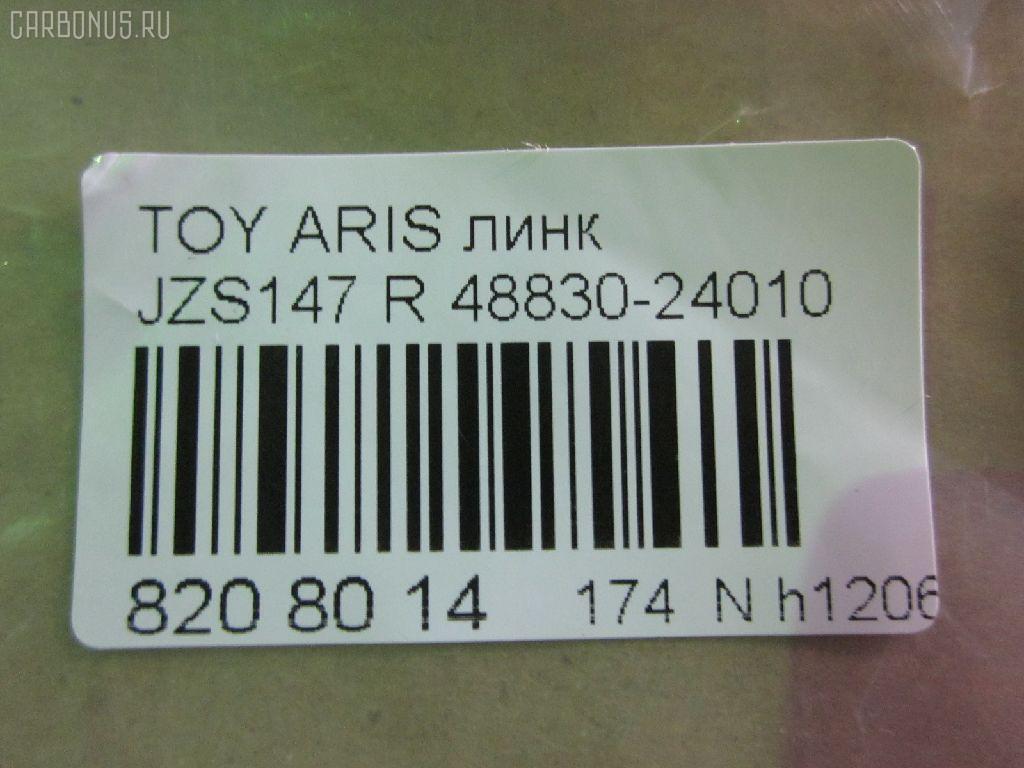 CARBONUS.RU
TOY ARIS линк
JZS147 R 48830-24010
820 80 14 174 N h1206